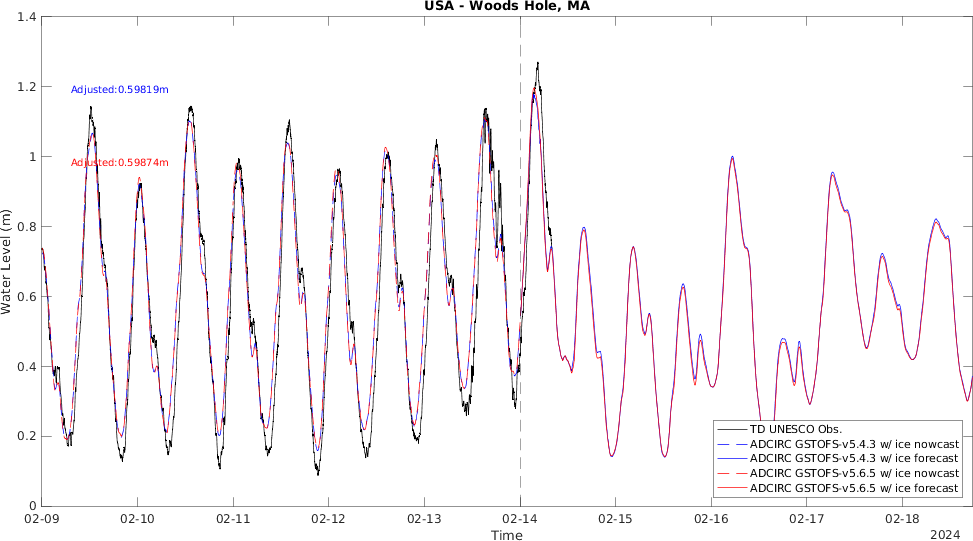 USA - Woods Hole, MA
1.4
1.2
1
0.8
0.6
0.4
0.2
0
Water Level (m)
Adjusted:0.59819m
Adjusted:0.59874m
TD UNESCO Obs.
ADCIRC GSTOFS-v5.4.3 w/ ice nowcast
ADCIRC GSTOFS-v5.4.3 w/ ice forecast
ADCIRC GSTOFS-v5.6.5 w/ ice nowcast
ADCIRC GSTOFS-v5.6.5 w/ ice forecast
02-09 02-10 02-11 02-12 02-13 02-14 02-15 02-16 02-17 02-18
Time
2024